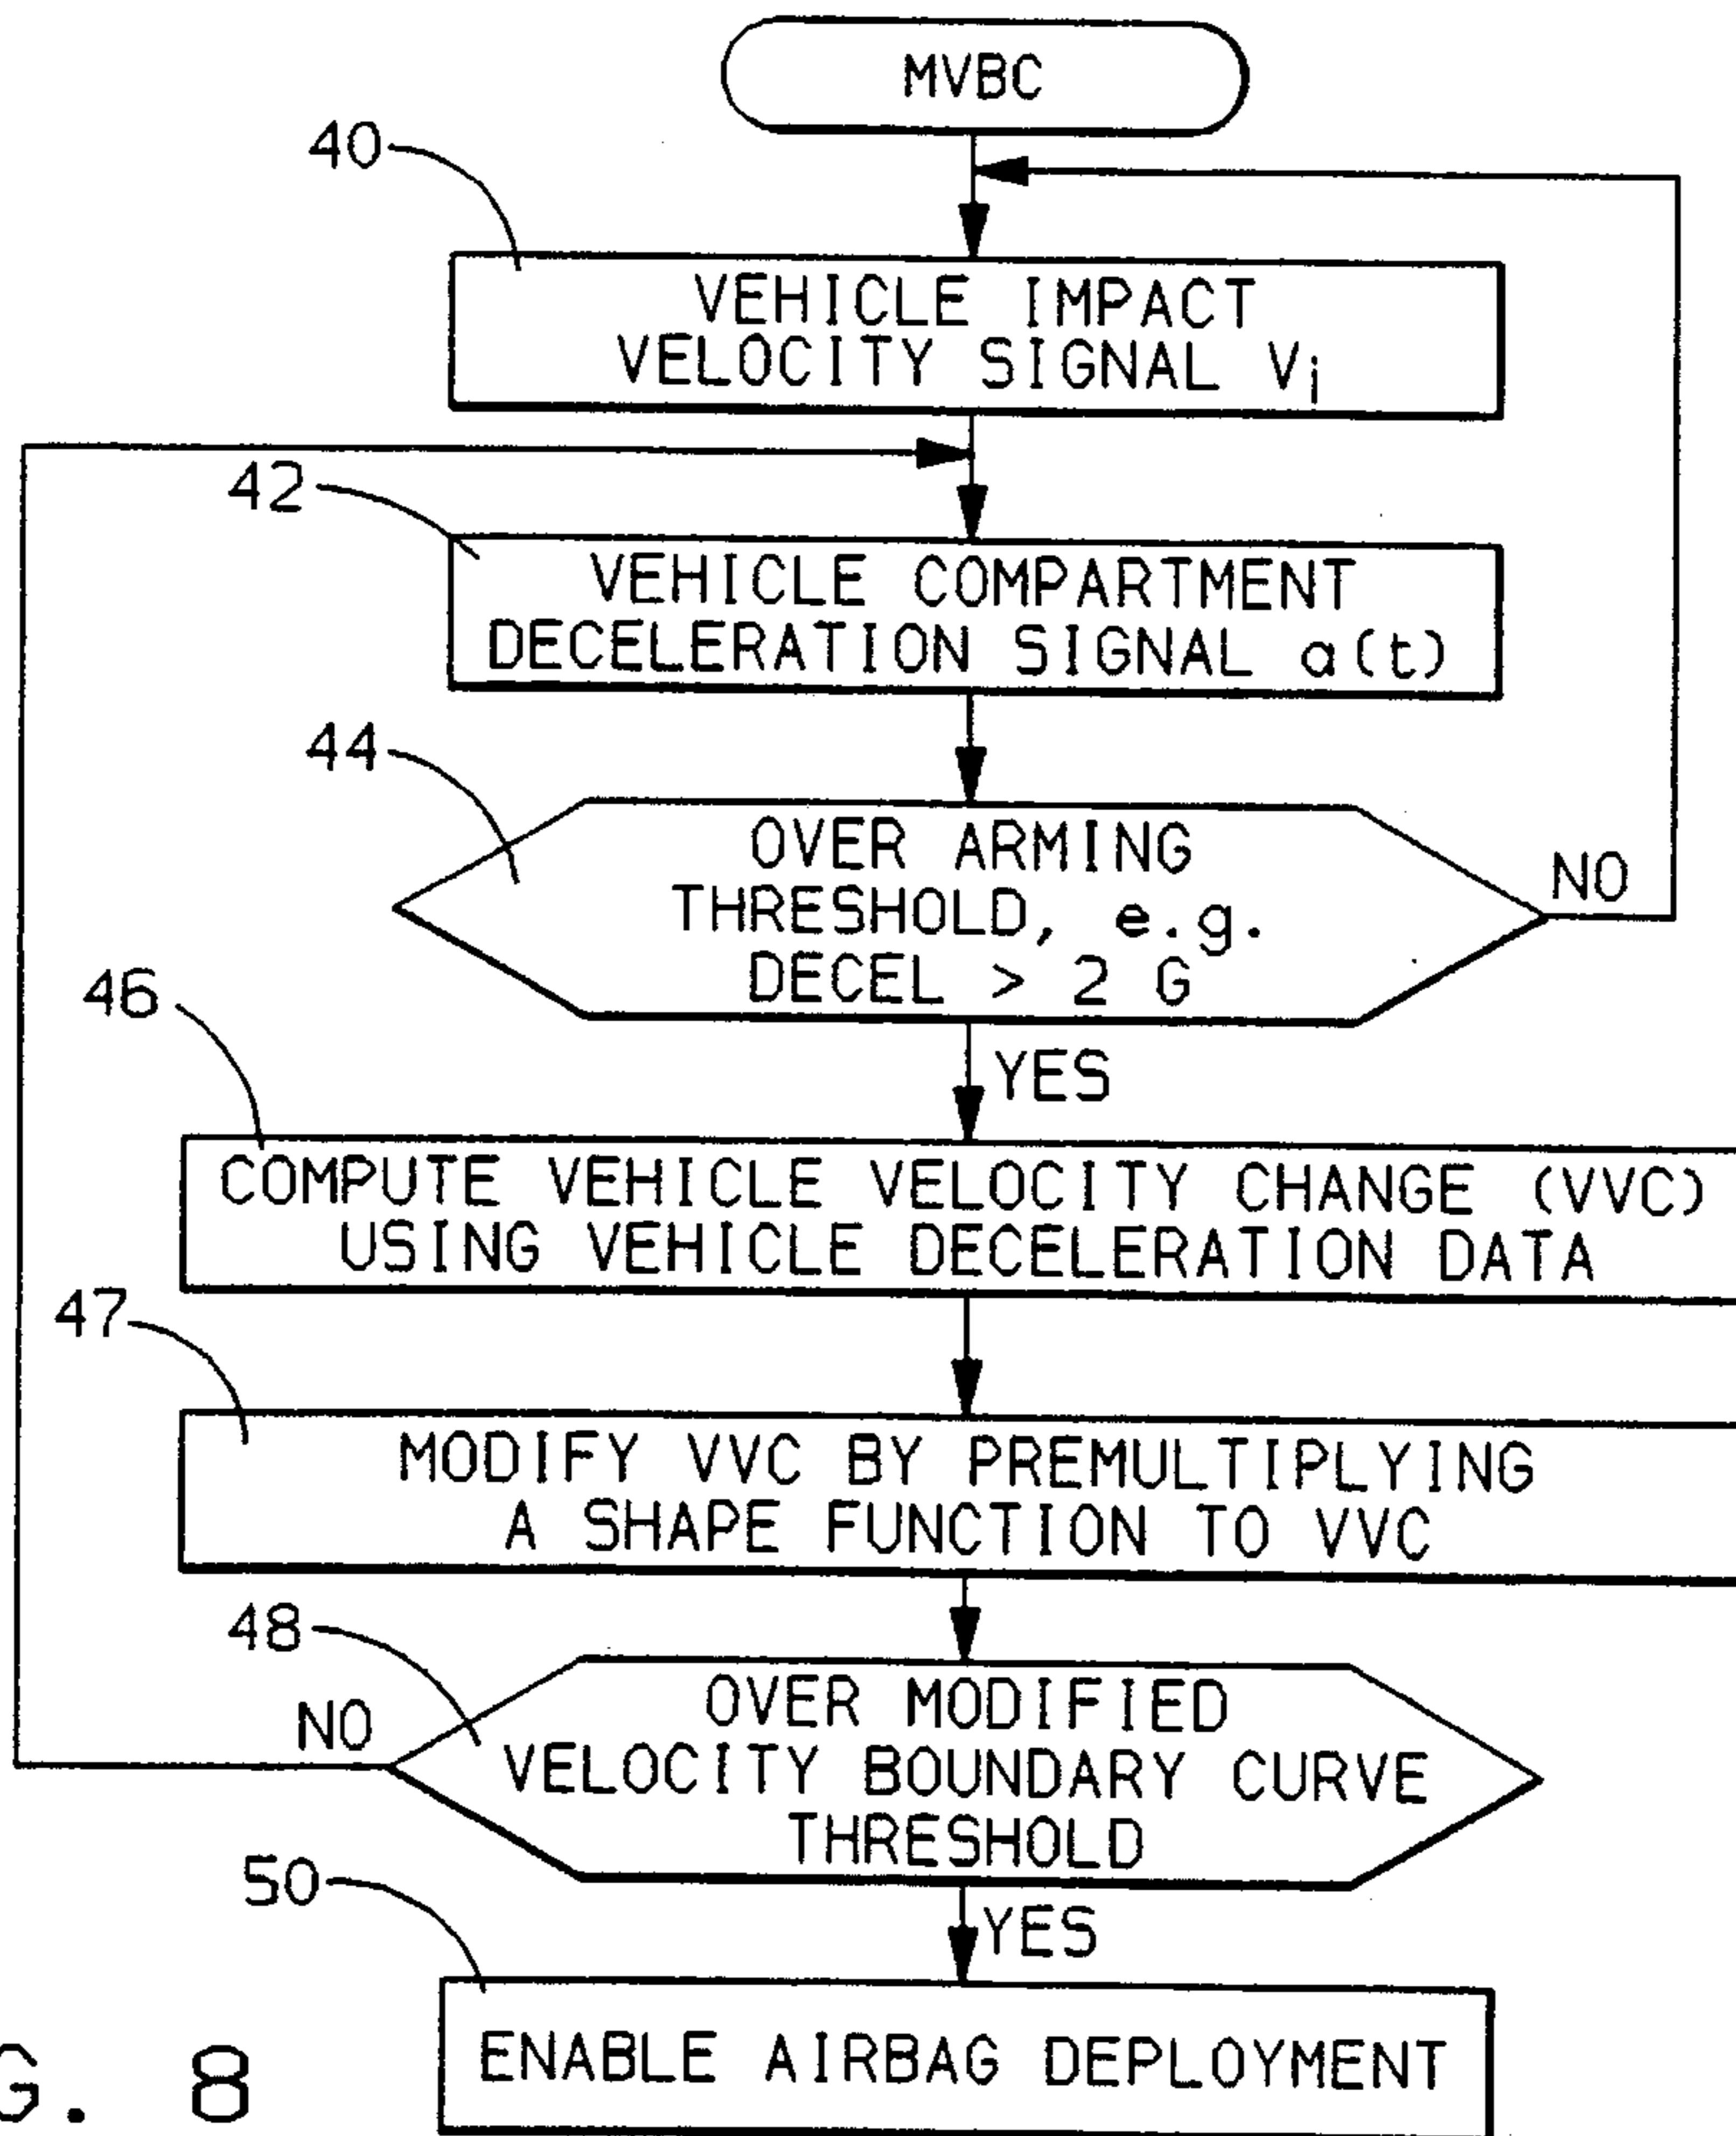 MVBC
40
VEHICLE IMPACT
VELOCITY SIGNAL Vi
42
VEHICLE COMPARTMENT
DECELERATION SIGNAL a(t)
44
OVER ARMING
THRESHOLD, e.g.
DECEL > 2 G
NO
YES
46
COMPUTE VEHICLE VELOCITY CHANGE (VVC)
USING VEHICLE DECELERATION DATA
47
MODIFY VVC BY PREMULTIPLYING
A SHAPE FUNCTION TO VVC
48
NO
OVER MODIFIED
VELOCITY BOUNDARY CURVE
THRESHOLD
YES
50
ENABLE AIRBAG DEPLOYMENT
G. 8